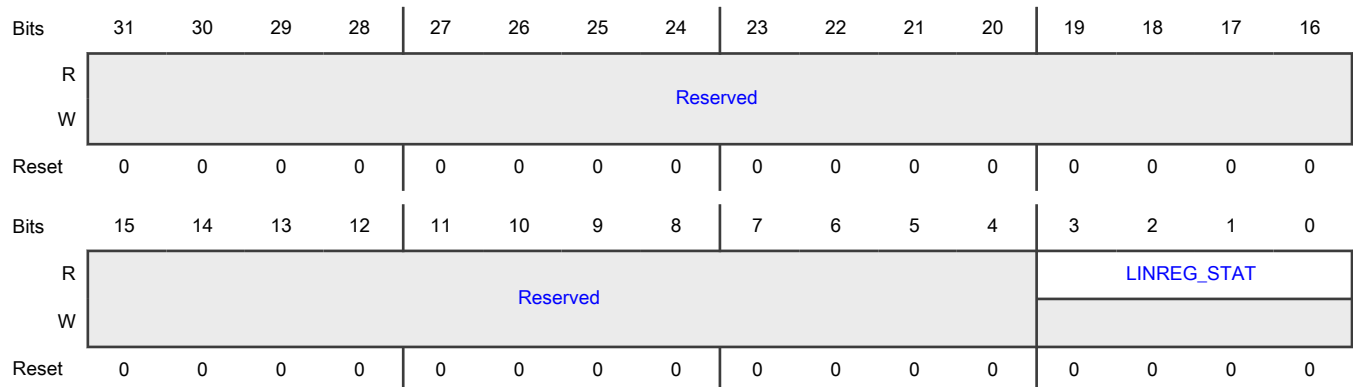 Bits 31 30 29 28 27 26 25 24 23 22 21 20 19 18 17 16
R
Reserved
W
Reset 0 0 0 0 0 0 0 0 0 0 0 0 0 0 0 0
Bits 15 14 13 12 11 10 9 8 7 6 5 4 3 2 1 0
R LINREG_STAT
Reserved
W
Reset 0 0 0 0 0 0 0 0 0 0 0 0 0 0 0 0